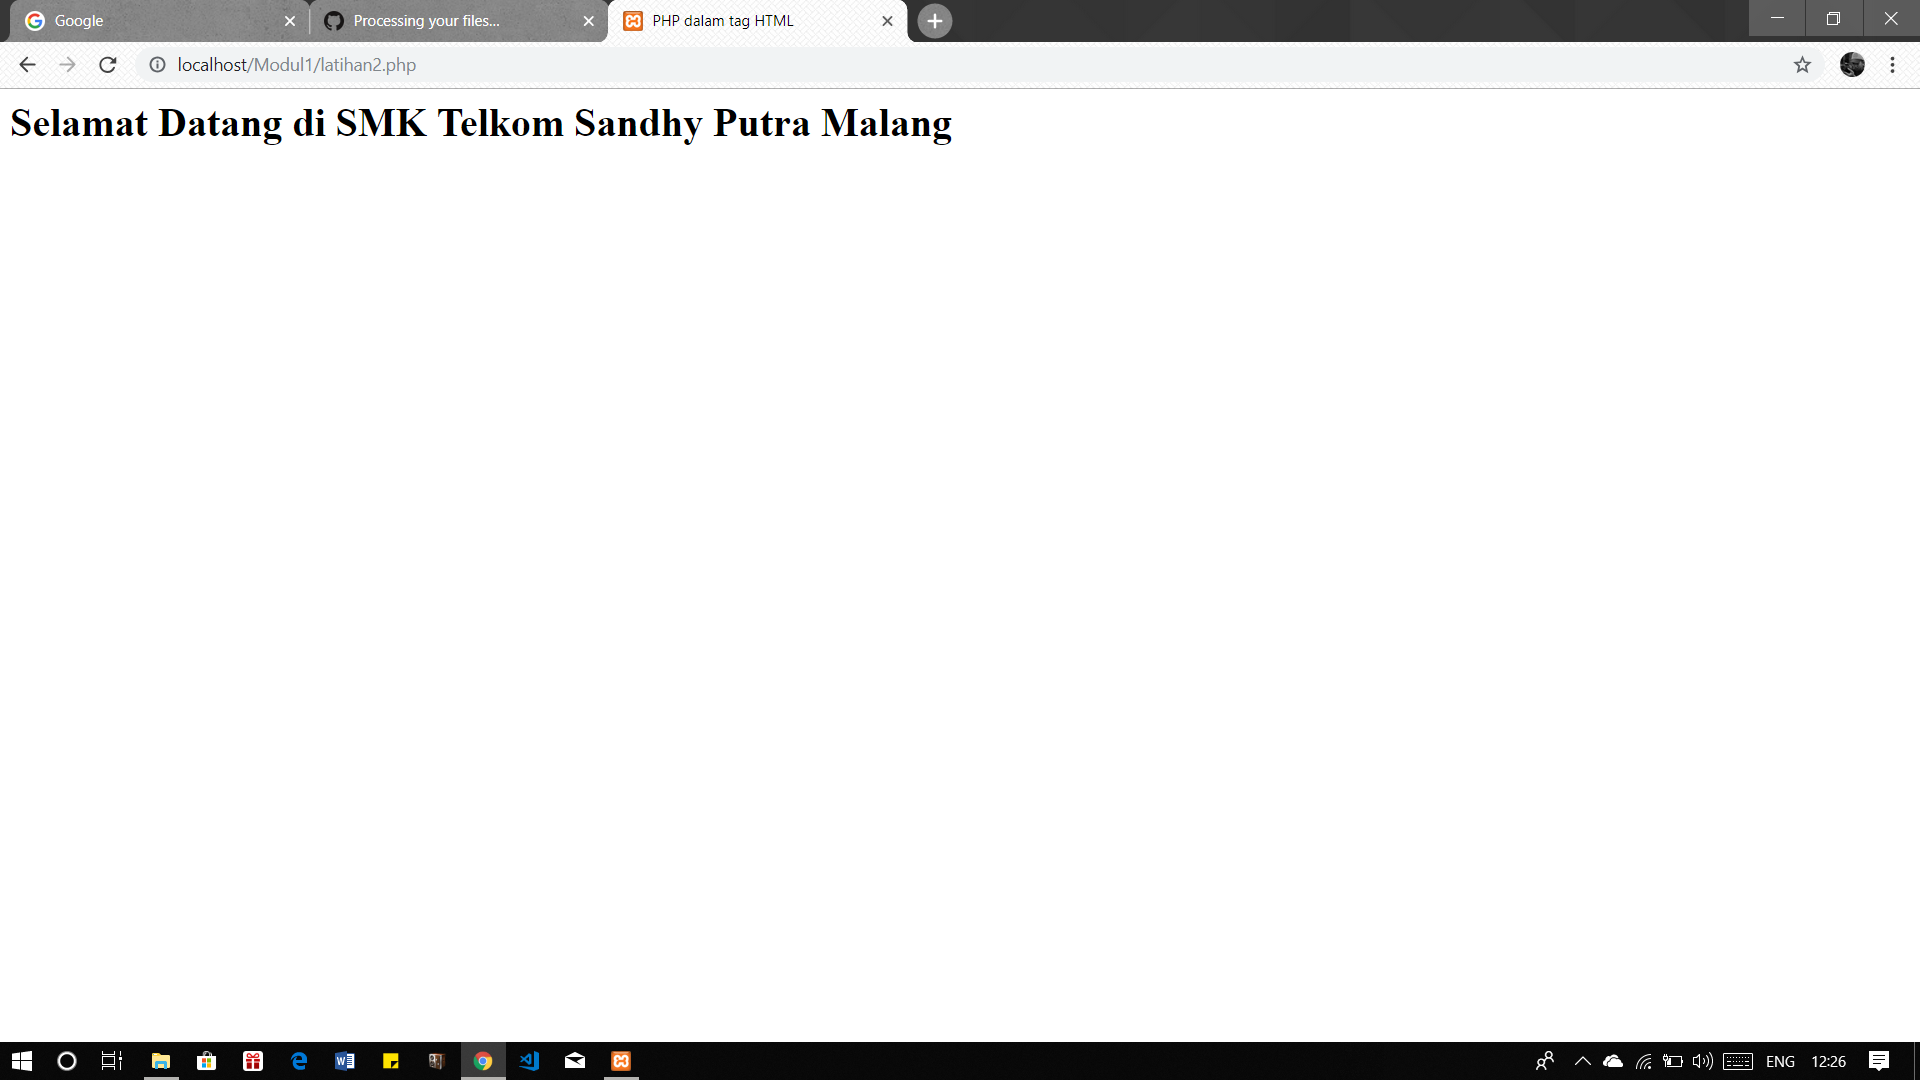 Google
Processing your files...
PHP dalam tag HTML
localhost/Modul1/latihan2.php
Selamat Datang di SMK Telkom Sandhy Putra Malang
ENG
12:26